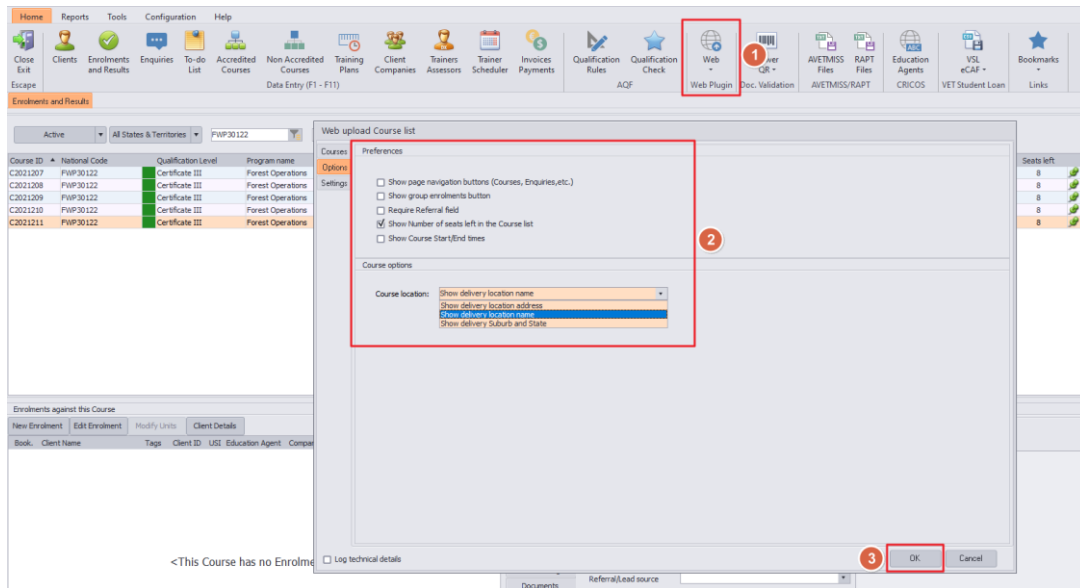 Home Reports Tools Configuration Help
Close Exit
Clients
Enrolments and Results
Enquiries
To-do List
Accredited Courses
Non Accredited Courses
Training Plans
Client Companies
Trainers Assessors
Trainer Scheduler
Invoices Payments
Qualification Rules
Qualification Check
Web
1
QR
AVETMISS Files
RAPT Files
Education Agents
VSL eCAF
Bookmarks
Escape Data Entry (F1 - F11) AQF Web Plugin Doc. Validation AVETMISS/RAPT CRICOS VET Student Loan Links
Enrolments and Results
Active All States & Territories FWP30122
Course ID National Code Qualification Level Program name Seats left
C2021207 FWP30122 Certificate III Forest Operations 8
C2021208 FWP30122 Certificate III Forest Operations 8
C2021209 FWP30122 Certificate III Forest Operations 8
C2021210 FWP30122 Certificate III Forest Operations 8
C2021211 FWP30122 Certificate III Forest Operations 8
Web upload Course list
Courses
Options
Settings
Preferences
Show page navigation buttons (Courses, Enquiries,etc.)
Show group enrolments button
Require Referral field
Show Number of seats left in the Course list
Show Course Start/End times
2
Course options
Course location: Show delivery location name
Show delivery location address
Show delivery location name
Show delivery Suburb and State
Enrolments against this Course
New Enrolment Edit Enrolment Modify Units Client Details
Book. Client Name Tags Client ID USI Education Agent Compar
<This Course has no Enrolme
Log technical details
3 OK Cancel
Documents Referral/Lead source